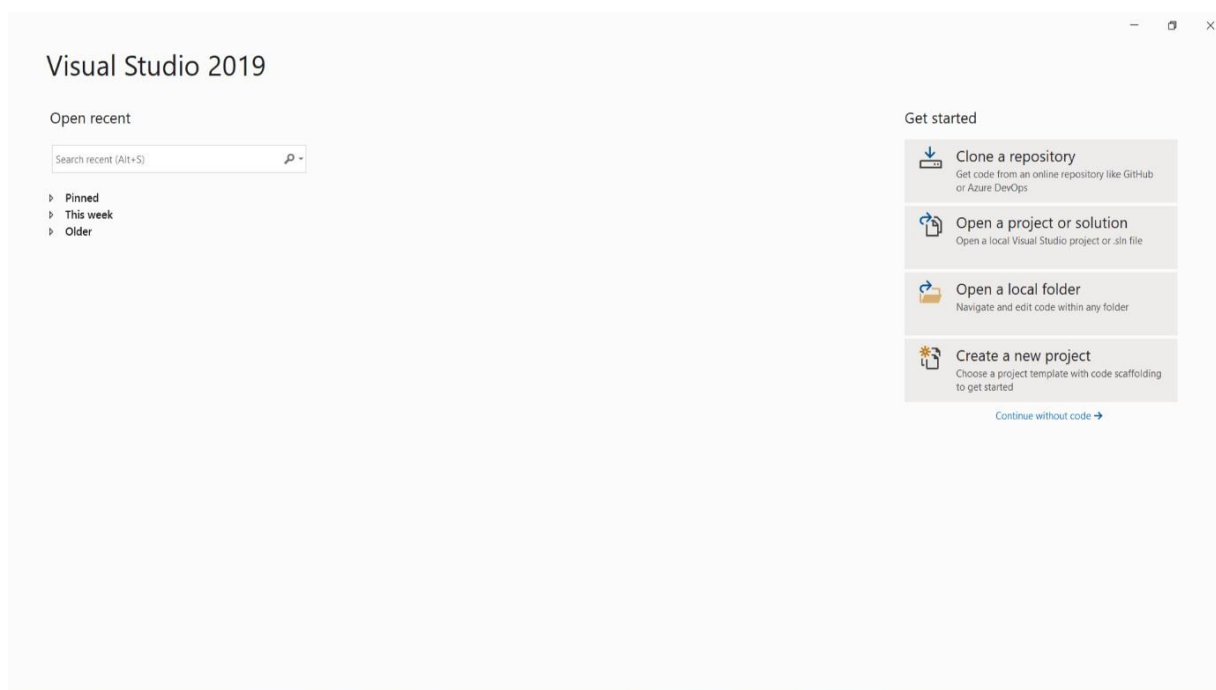 Visual Studio 2019
Open recent
Search recent (Alt+S)
Pinned
This week
Older
Get started
Clone a repository
Get code from an online repository like GitHub
or Azure DevOps
Open a project or solution
Open a local Visual Studio project or .sln file
Open a local folder
Navigate and edit code within any folder
Create a new project
Choose a project template with code scaffolding
to get started
Continue without code →